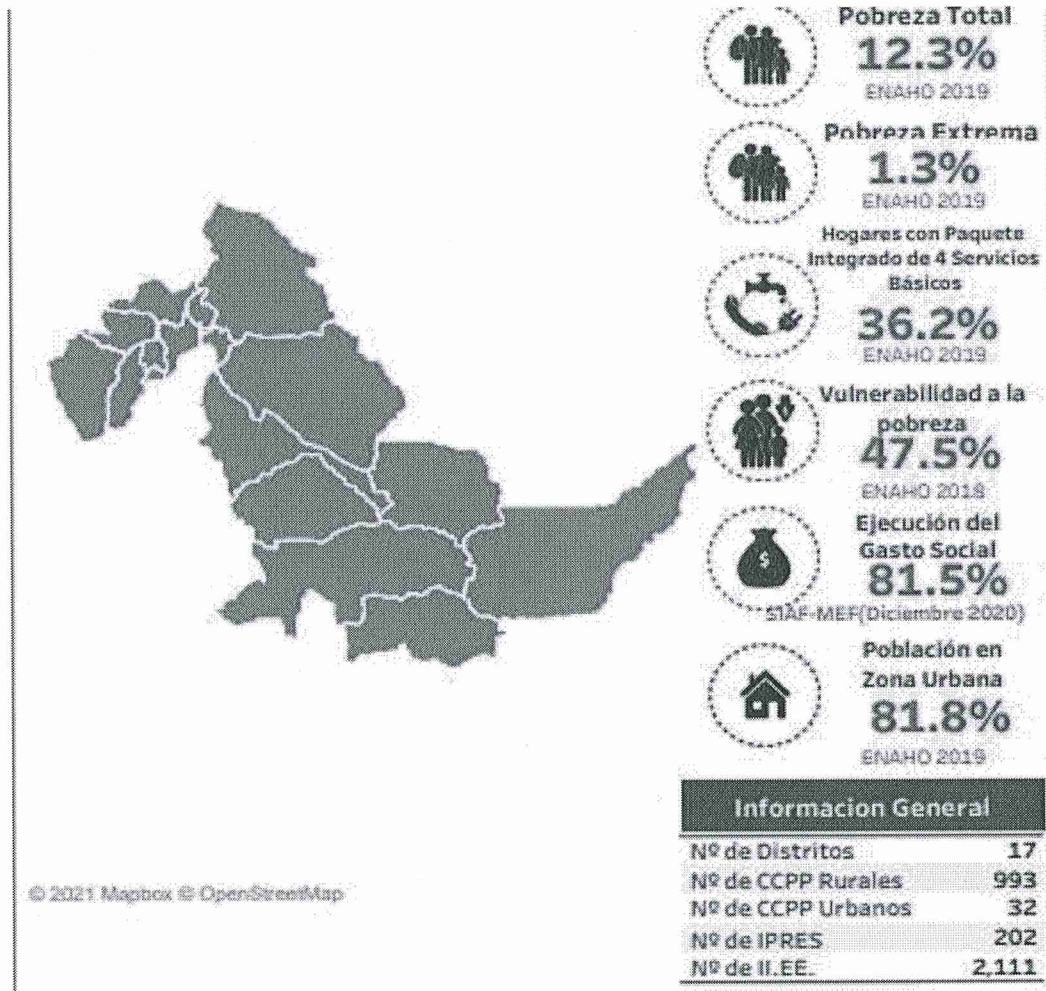 Pobreza Total
12.3%
ENAHO 2019
Pobreza Extrema
1.3%
ENAHO 2019
Hogares con Paquete
Integrado de 4 Servicios
Básicos
36.2%
ENAHO 2019
Vulnerabilidad a la
pobreza
47.5%
ENAHO 2018
Ejecución del
Gasto Social
$
81.5%
SIAF-MEF(Diciembre 2020)
Población en
Zona Urbana
81.8%
ENAHO 2019
Informacion General
Nº de Distritos 17
Nº de CCPP Rurales 993
Nº de CCPP Urbanos 32
Nº de IPRES 202
Nº de II.EE. 2,111
© 2021 Mapbox © OpenStreetMap